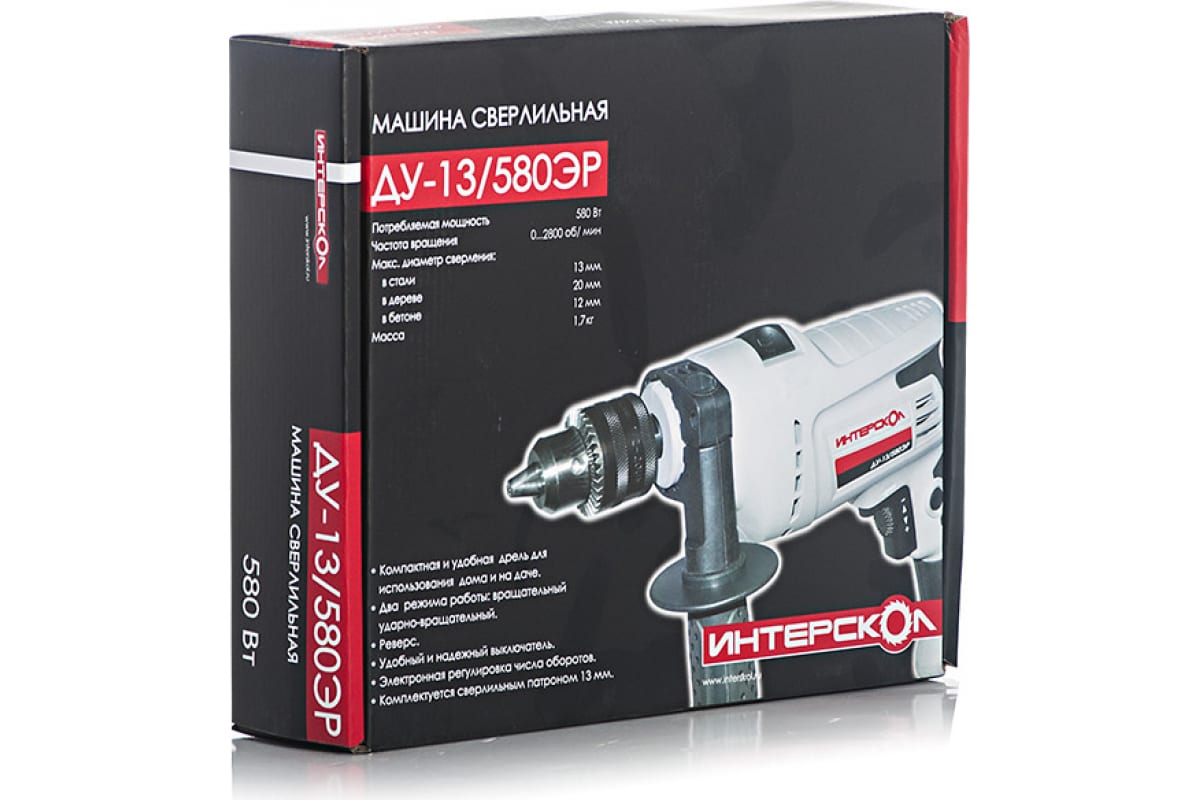 МАШИНА СВЕРЛИЛЬНАЯ
ДУ-13/580ЭР
Потребляемая мощность 580 Вт
Частота вращения 0...2800 об/ мин
Макс. диаметр сверления:
в стали 13 мм
в дереве 20 мм
в бетоне 12 мм
Масса 1,7 кг
ИНТЕРСКОЛ
ДУ-13/580ЭР
• Компактная и удобная дрель для
использования дома и на даче.
• Два режима работы: вращательный
ударно-вращательный.
• Реверс.
• Удобный и надежный выключатель.
• Электронная регулировка числа оборотов.
• Комплектуется сверлильным патроном 13 мм.
ИНТЕРСКОЛ
www.interskol.ru
ИНТЕРСКОЛ
www.interskol.ru
ДУ-13/580ЭР
МАШИНА СВЕРЛИЛЬНАЯ
580 Вт